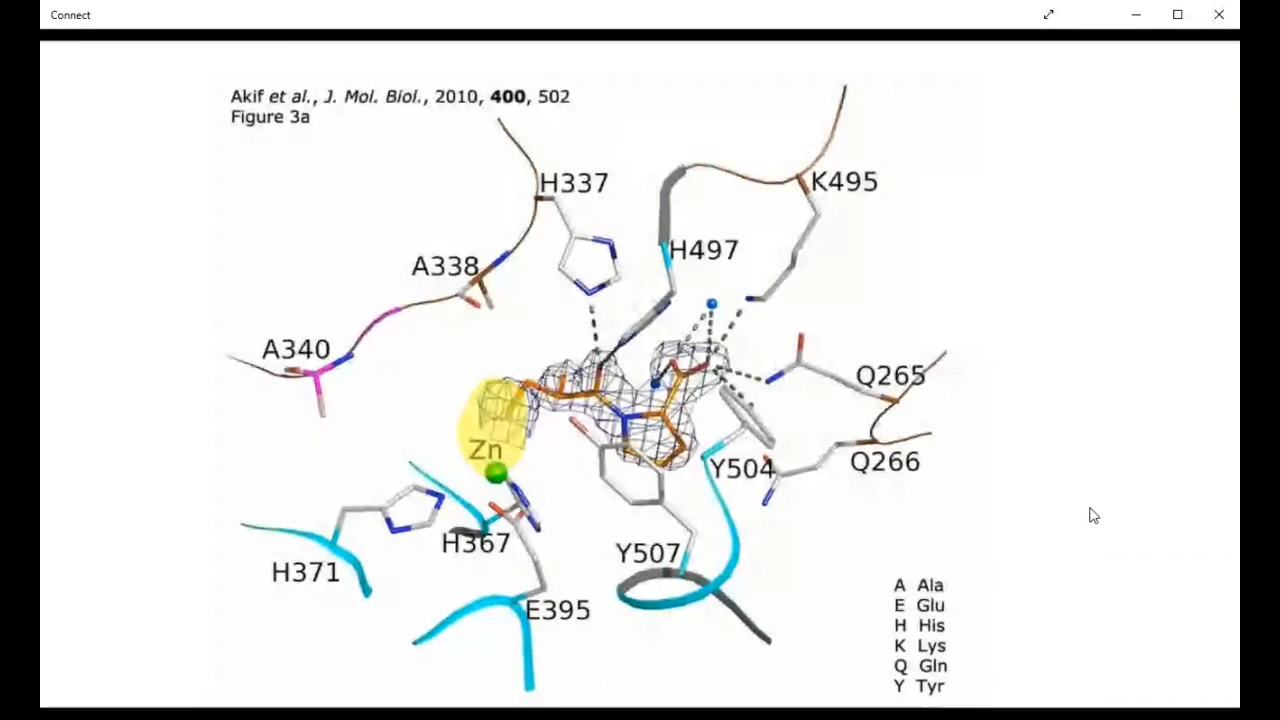 Connect
Akif et al., J. Mol. Biol., 2010, 400, 502
Figure 3a
H337
K495
H497
A338
A340
Q265
Zn
Y504
Q266
H367
Y507
H371
E395
A Ala
E Glu
H His
K Lys
Q Gln
Y Tyr